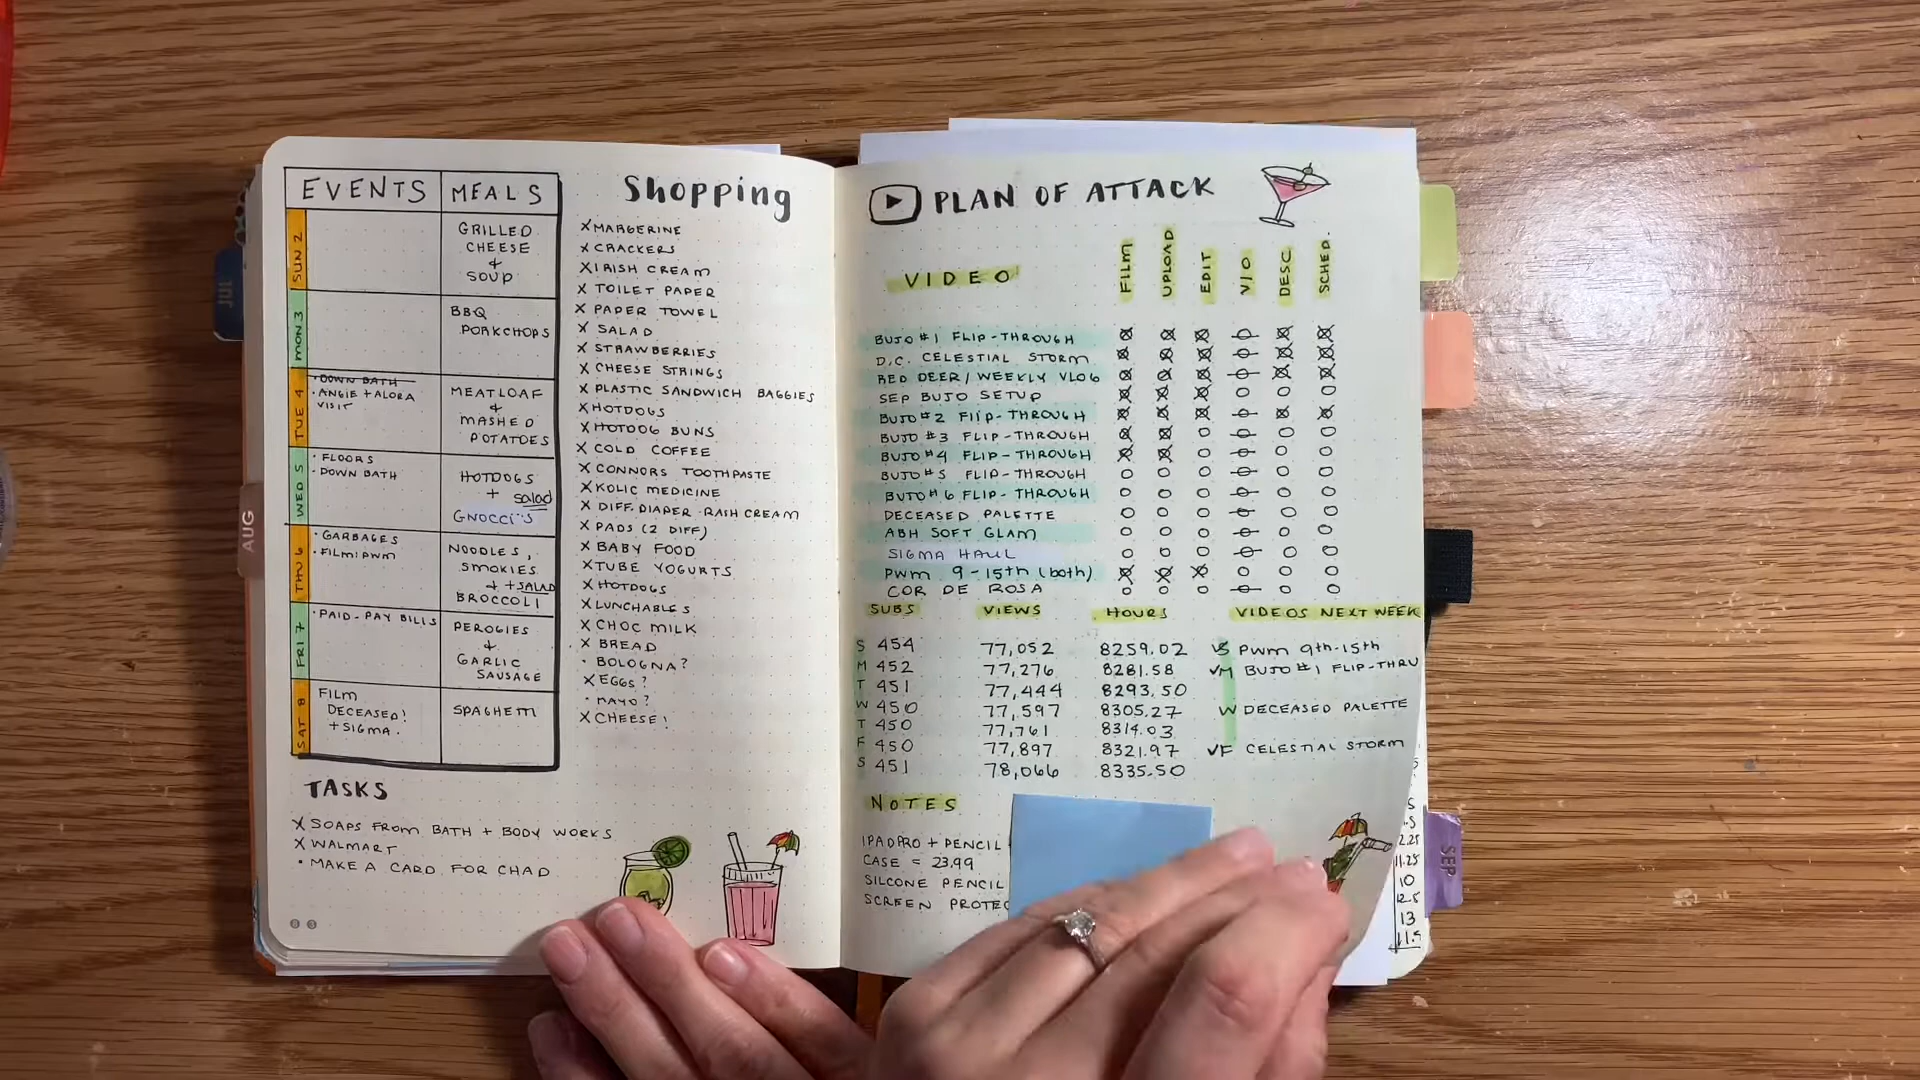 EVENTS
MEALS
SUN 2
GRILLED
CHEESE
&
SOUP
MON 3
BBQ
PORKCHOPS
TUE 4
• DOWN BATH
• ANGIE + ALORA
VISIT
MEATLOAF
&
MASHED
POTATOES
WED 5
• FLOORS
• DOWN BATH
HOTDOGS
+ salad
GNOCCI'S
THU 6
• GARBAGES
• FILM: PWM
NOODLES,
SMOKIES
& + SALAD
BROCCOLI
FRI 7
• PAID - PAY BILLS
PEROGIES
&
GARLIC
SAUSAGE
SAT 8
FILM
DECEASED!
+ SIGMA.
SPAGHETTI
TASKS
X SOAPS FROM BATH + BODY WORKS
X WALMART
• MAKE A CARD FOR CHAD
Shopping
X MARGERINE
X CRACKERS
X IRISH CREAM
X TOILET PAPER
X PAPER TOWEL
X SALAD
X STRAWBERRIES
X CHEESE STRINGS
X PLASTIC SANDWICH BAGGIES
X HOTDOGS
X HOTDOG BUNS
X COLD COFFEE
X CONNORS TOOTHPASTE
X KOLIC MEDICINE
X DIFF. DIAPER RASH CREAM
X PADS (2 DIFF)
X BABY FOOD
X TUBE YOGURTS
X HOTDOGS
X LUNCHABLES
X CHOC MILK
X BREAD
• BOLOGNA?
X EGGS?
• MAYO?
X CHEESE!
PLAN OF ATTACK
VIDEO
FILM
UPLOAD
EDIT
V/O
DESC
SCHED.
BUJO #1 FLIP-THROUGH
D.C. CELESTIAL STORM
RED DEER/WEEKLY VLOG
SEP BUJO SETUP
BUJO #2 FLIP-THROUGH
BUJO #3 FLIP-THROUGH
BUJO #4 FLIP-THROUGH
BUJO #5 FLIP-THROUGH
BUJO #6 FLIP-THROUGH
DECEASED PALETTE
ABH SOFT GLAM
SIGMA HAUL
PWM 9-15th (both)
COR DE ROSA
SUBS
VIEWS
HOURS
S 454 77,052 8259.02
M 452 77,276 8281.58
T 451 77,444 8293.50
W 450 77,597 8305.27
T 450 77,761 8314.03
F 450 77,897 8321.97
S 451 78,066 8335.50
VIDEOS NEXT WEEK
✓S PWM 9th-15th
✓M BUJO #1 FLIP-THRU
W DECEASED PALETTE
✓F CELESTIAL STORM
NOTES
IPAD PRO + PENCIL
CASE = 23.99
SILCONE PENCIL
SCREEN PROTEC
2.25
11.25
10
12.5
13
11.5
JUL
AUG
SEP